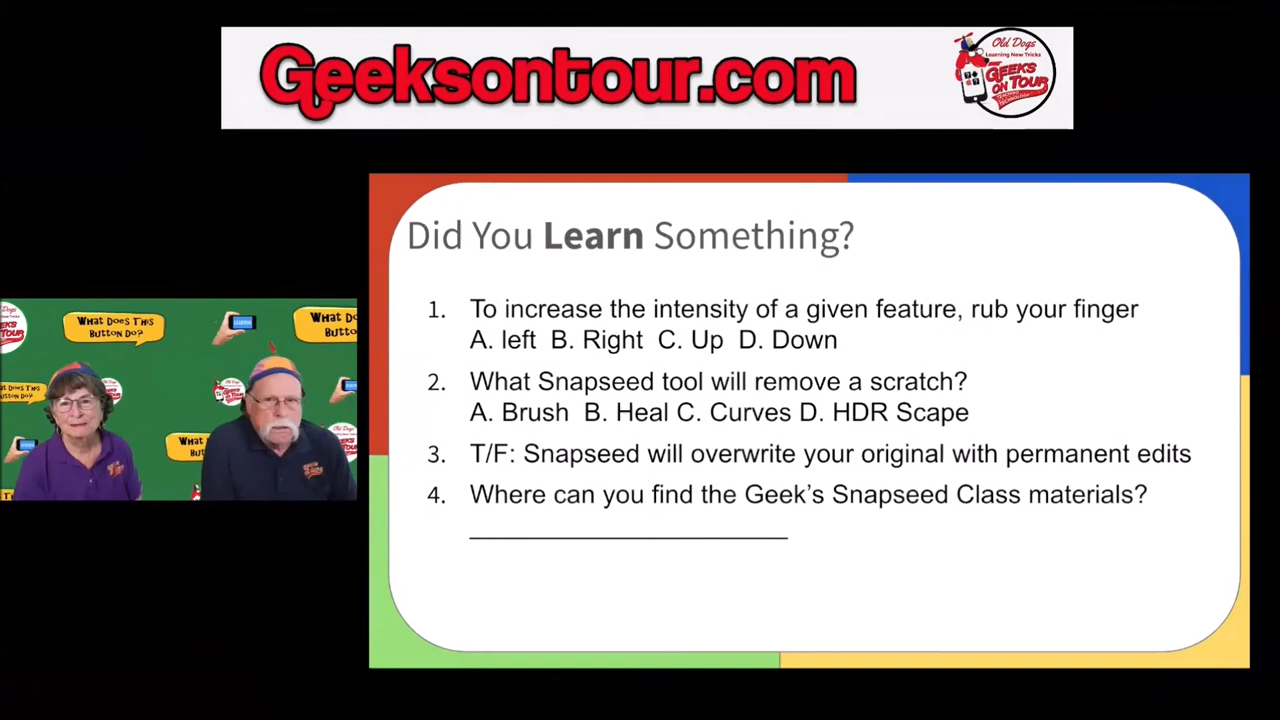 Geeksontour.com
Old Dogs
Learning New Tricks
GEEKS
ON TOUR
TEACHING
TECHNOLOGY
Did You Learn Something?
1. To increase the intensity of a given feature, rub your finger
A. left B. Right C. Up D. Down
2. What Snapseed tool will remove a scratch?
A. Brush B. Heal C. Curves D. HDR Scape
3. T/F: Snapseed will overwrite your original with permanent edits
4. Where can you find the Geek's Snapseed Class materials?
WHAT DOES THIS
BUTTON DO?
WHAT DO
BUTTO